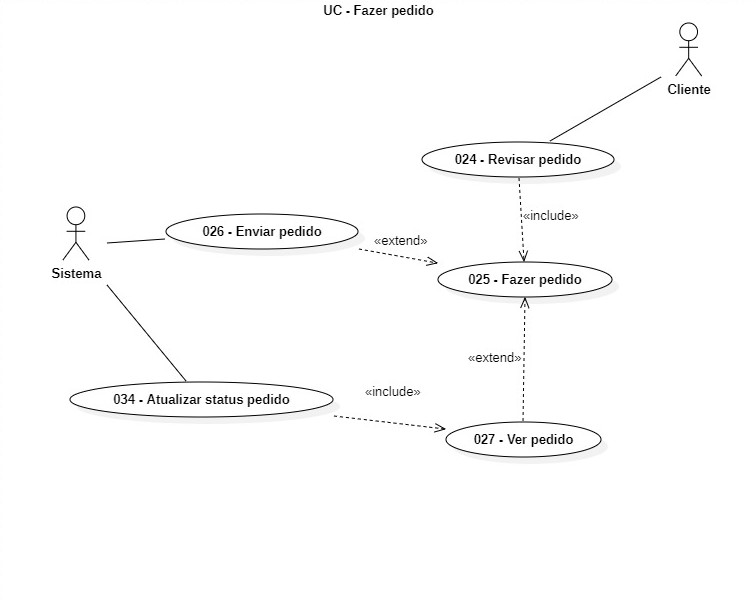 UC - Fazer pedido
Cliente
024 - Revisar pedido
«include»
Sistema
026 - Enviar pedido
«extend»
025 - Fazer pedido
«extend»
034 - Atualizar status pedido
«include»
027 - Ver pedido